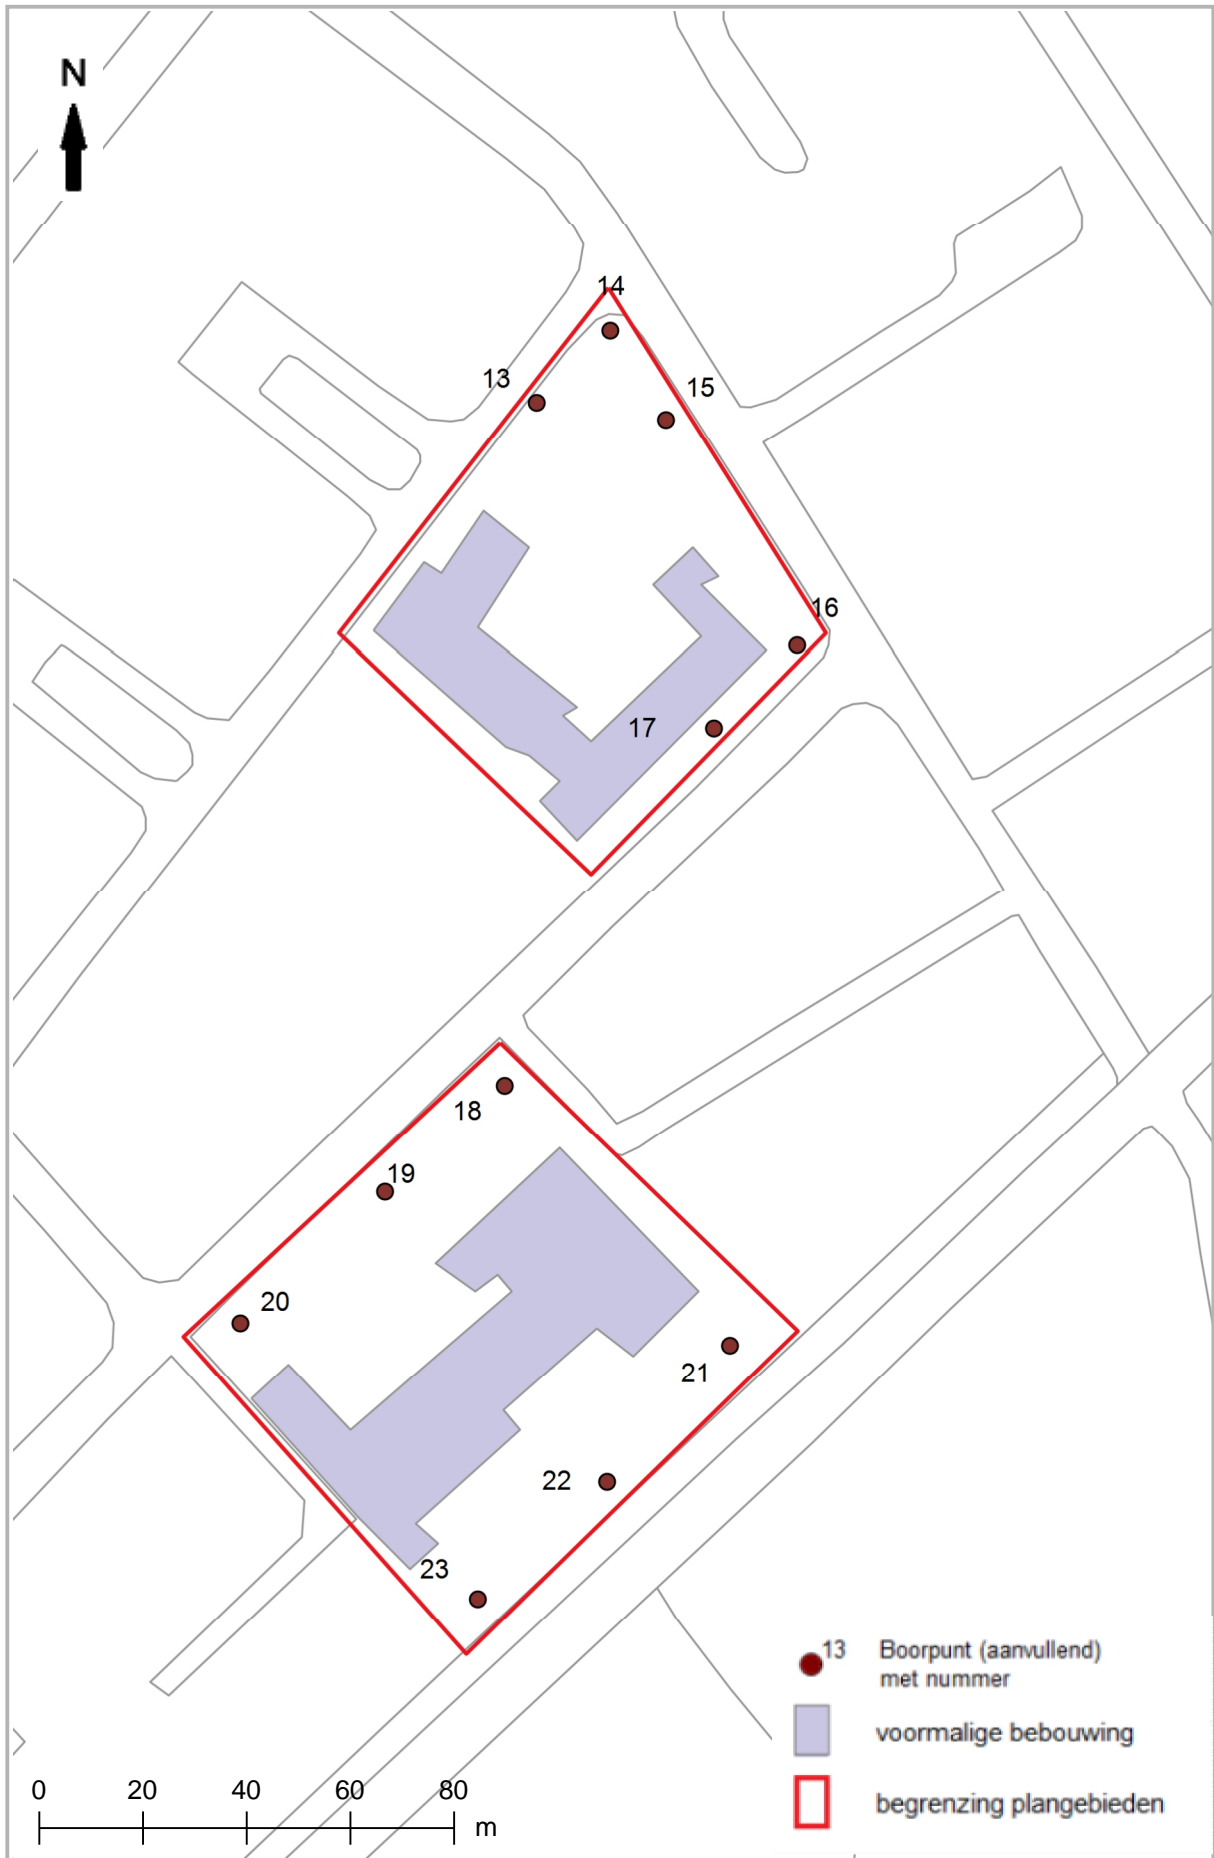 N
14
13
15
16
17
18
19
20
21
22
23
13 Boorpunt (aanvullend)
met nummer
voormalige bebouwing
begrenzing plangebieden
0 20 40 60 80
m